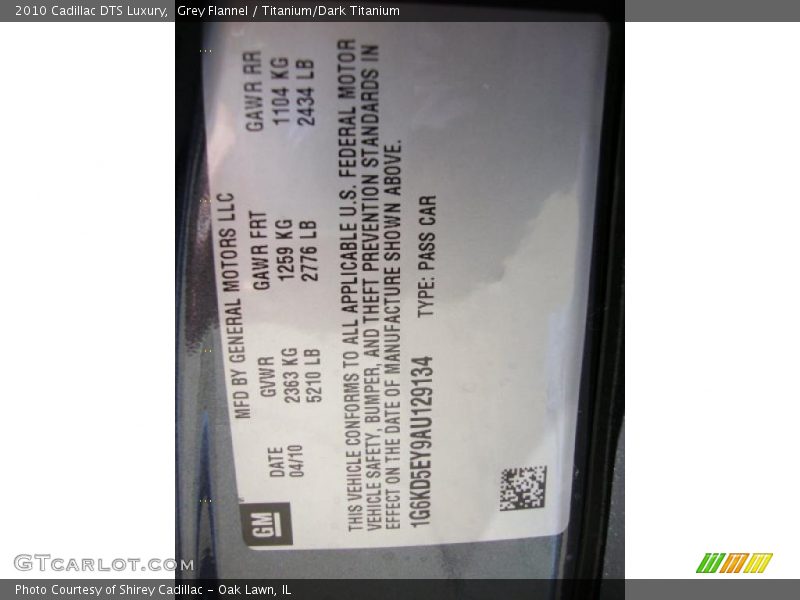 2010 Cadillac DTS Luxury, Grey Flannel / Titanium/Dark Titanium
MFD BY GENERAL MOTORS LLC
DATE GVWR GAWR FRT GAWR RR
04/10 2363 KG 1259 KG 1104 KG
5210 LB 2776 LB 2434 LB
THIS VEHICLE CONFORMS TO ALL APPLICABLE U.S. FEDERAL MOTOR
VEHICLE SAFETY, BUMPER, AND THEFT PREVENTION STANDARDS IN
EFFECT ON THE DATE OF MANUFACTURE SHOWN ABOVE.
1G6KD5EY9AU129134 TYPE: PASS CAR
GM
GTCarLot.com
Photo Courtesy of Shirey Cadillac - Oak Lawn, IL